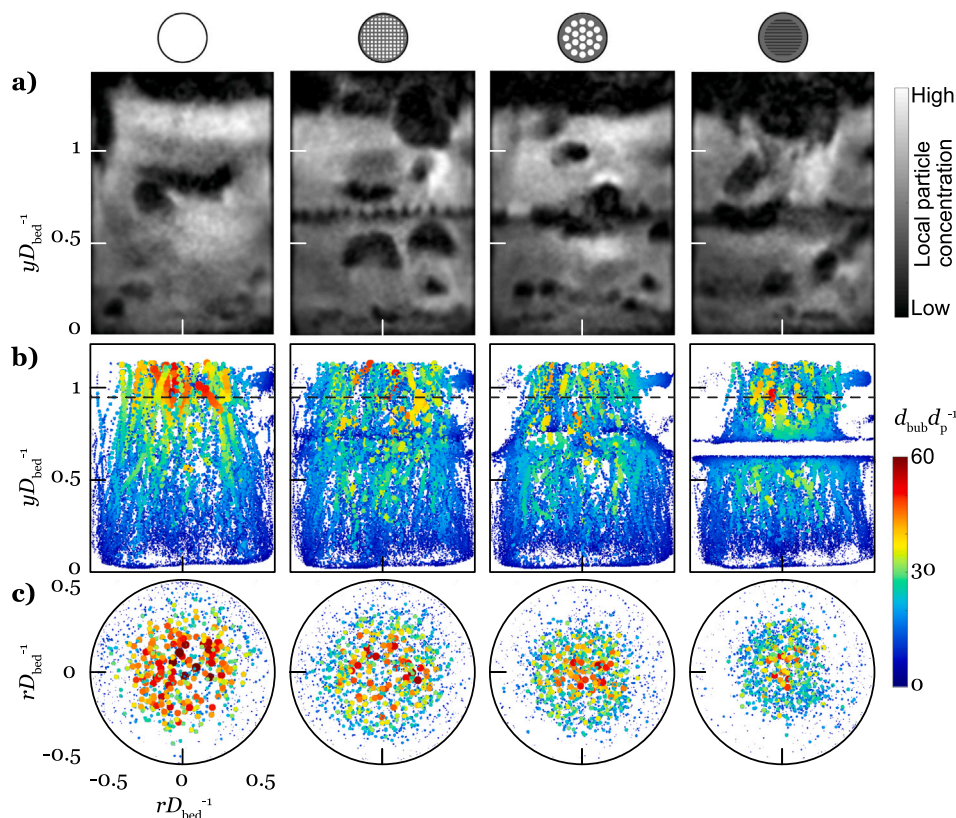 a)
High
1
Local particle
concentration
0.5
yD_bed^-1
Low
0
b)
1
d_bub d_p^-1
60
yD_bed^-1
0.5
30
0
c)
0.5
0
rD_bed^-1
0
-0.5
-0.5 0 0.5
rD_bed^-1